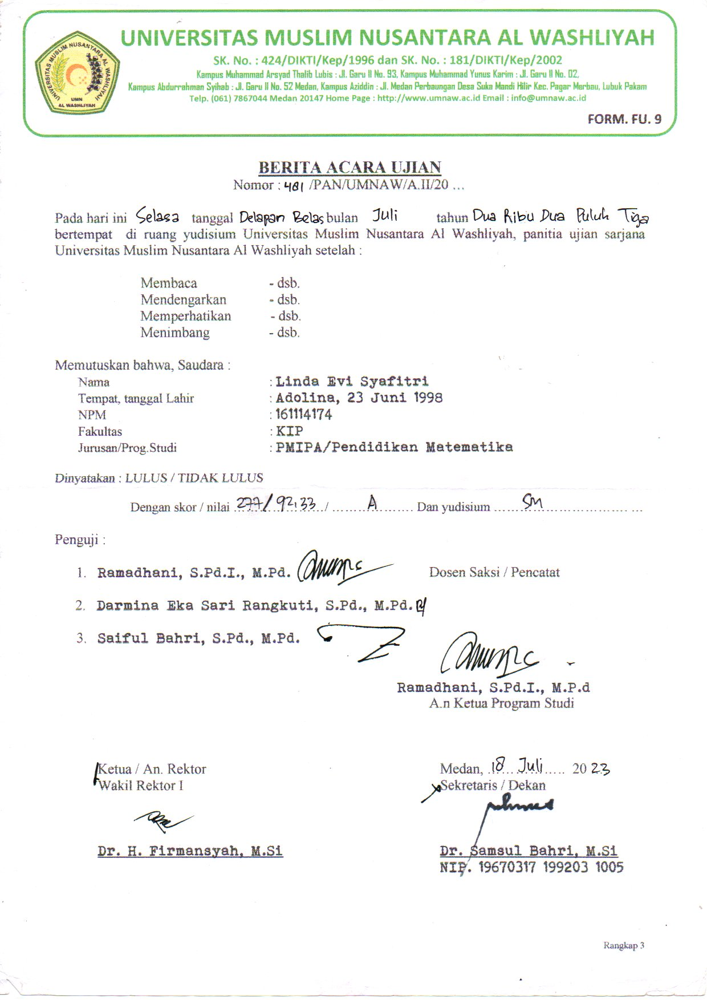 UNIVERSITAS MUSLIM NUSANTARA AL WASHLIYAH
UNIVERSITAS MUSLIM NUSANTARA AL WASHLIYAH
UMN
AL WASHLIYAH
SK. No. : 424/DIKTI/Kep/1996 dan SK. No. : 181/DIKTI/Kep/2002
Kampus Muhammad Arsyad Thalib Lubis : Jl. Garu II No. 93, Kampus Muhammad Yunus Karim : Jl. Garu II No. 02,
Kampus Abdurrahman Syihab : Jl. Garu II No. 52 Medan, Kampus Aziddin : Jl. Medan Perbaungan Desa Suka Mandi Hilir Kec. Pagar Merbau, Lubuk Pakam
Telp. (061) 7867044 Medan 20147 Home Page : http://www.umnaw.ac.id Email : info@umnaw.ac.id
FORM. FU. 9
BERITA ACARA UJIAN
Nomor : 481 /PAN/UMNAW/A.II/20 ...
Pada hari ini Selasa tanggal Delapan Belas bulan Juli tahun Dua Ribu Dua Puluh Tiga
bertempat di ruang yudisium Universitas Muslim Nusantara Al Washliyah, panitia ujian sarjana
Universitas Muslim Nusantara Al Washliyah setelah :
Membaca - dsb.
Mendengarkan - dsb.
Memperhatikan - dsb.
Menimbang - dsb.
Memutuskan bahwa, Saudara :
Nama : Linda Evi Syafitri
Tempat, tanggal Lahir : Adolina, 23 Juni 1998
NPM : 161114174
Fakultas : KIP
Jurusan/Prog.Studi : PMIPA/Pendidikan Matematika
Dinyatakan : LULUS / TIDAK LULUS
Dengan skor / nilai 277/92,33 / A Dan yudisium SM
Penguji :
1. Ramadhani, S.Pd.I., M.Pd. Dosen Saksi / Pencatat
2. Darmina Eka Sari Rangkuti, S.Pd., M.Pd.
3. Saiful Bahri, S.Pd., M.Pd.
Ramadhani, S.Pd.I., M.P.d
A.n Ketua Program Studi
Ketua / An. Rektor Medan, 18 Juli 2023
Wakil Rektor I Sekretaris / Dekan
Dr. H. Firmansyah, M.Si Dr. Samsul Bahri, M.Si
NIP. 19670317 199203 1005
Rangkap 3